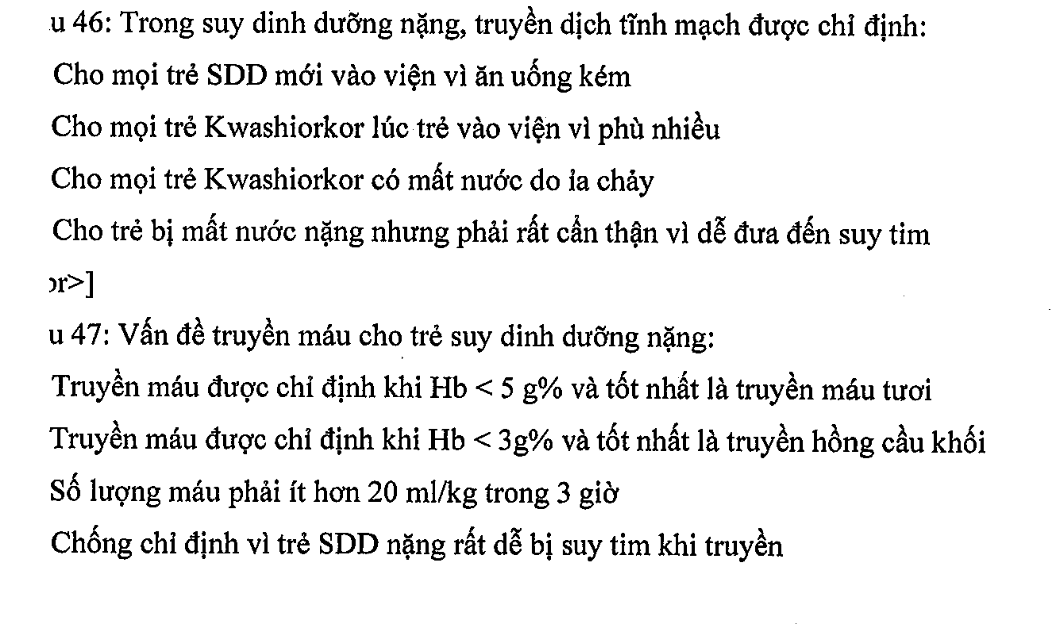 u 46: Trong suy dinh dưỡng nặng, truyền dịch tĩnh mạch được chỉ định:
Cho mọi trẻ SDD mới vào viện vì ăn uống kém
Cho mọi trẻ Kwashiorkor lúc trẻ vào viện vì phù nhiều
Cho mọi trẻ Kwashiorkor có mất nước do ỉa chảy
Cho trẻ bị mất nước nặng nhưng phải rất cẩn thận vì dễ đưa đến suy tim
r>]
u 47: Vấn đề truyền máu cho trẻ suy dinh dưỡng nặng:
Truyền máu được chỉ định khi Hb < 5 g% và tốt nhất là truyền máu tươi
Truyền máu được chỉ định khi Hb < 3g% và tốt nhất là truyền hồng cầu khối
Số lượng máu phải ít hơn 20 ml/kg trong 3 giờ
Chống chỉ định vì trẻ SDD nặng rất dễ bị suy tim khi truyền